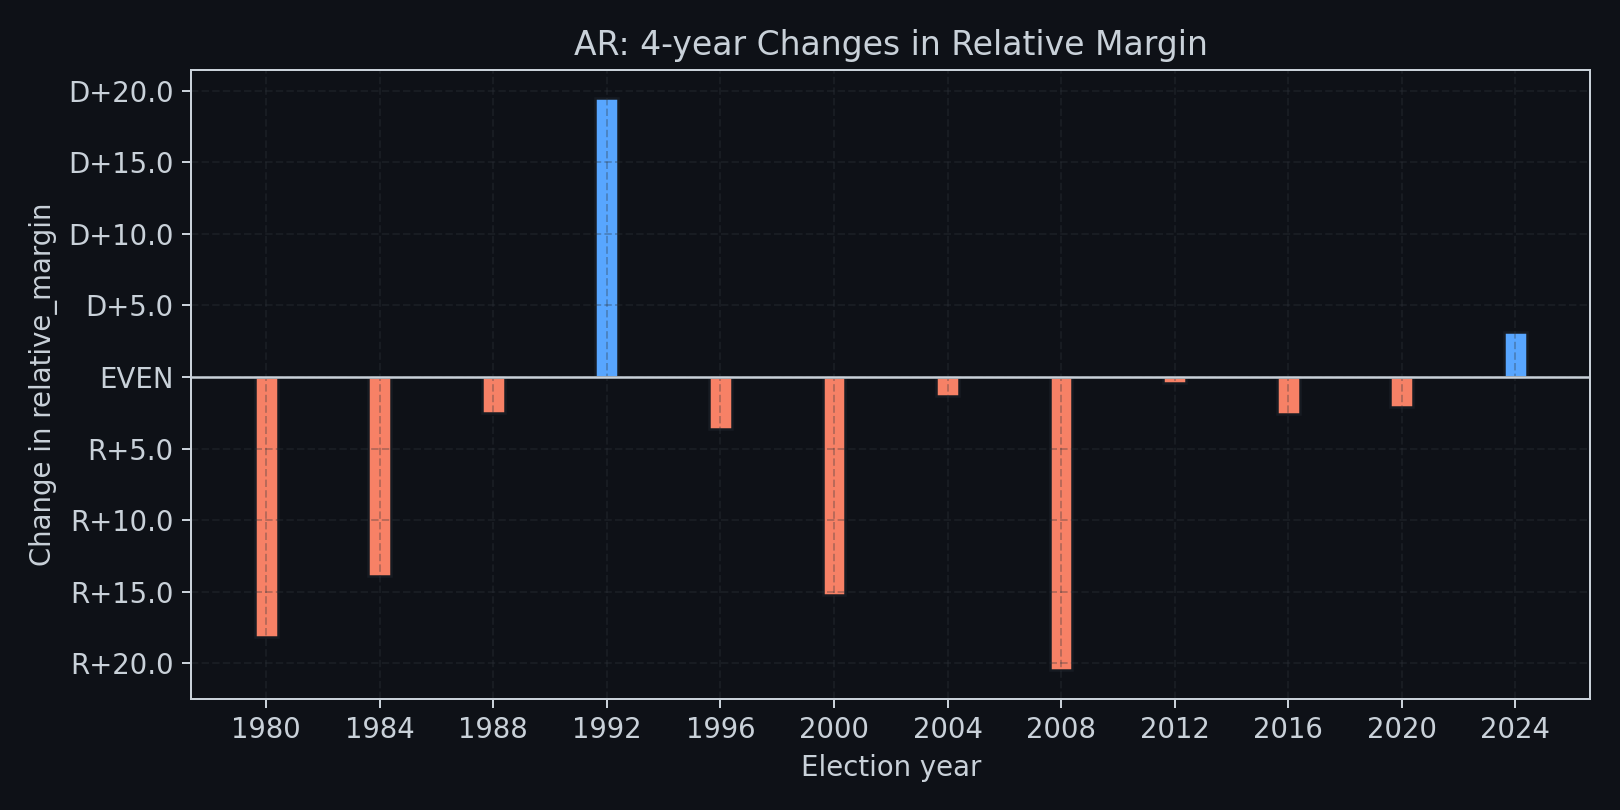 AR: 4-year Changes in Relative Margin
Change in relative_margin
D+20.0
D+15.0
D+10.0
D+5.0
EVEN
R+5.0
R+10.0
R+15.0
R+20.0
1980 1984 1988 1992 1996 2000 2004 2008 2012 2016 2020 2024
Election year